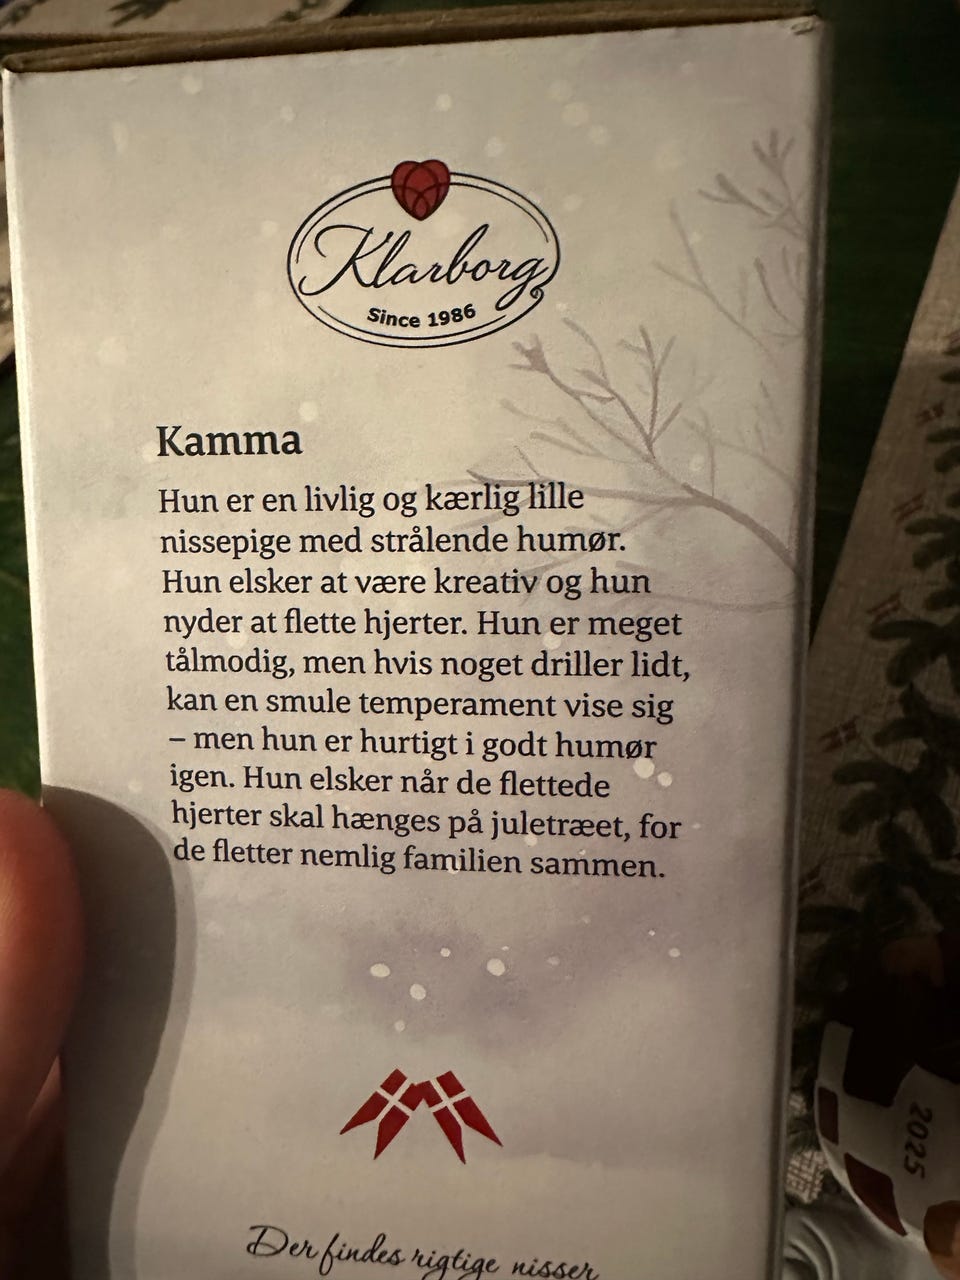 Klarborg
Since 1986
Kamma
Hun er en livlig og kærlig lille
nissepige med strålende humør.
Hun elsker at være kreativ og hun
nyder at flette hjerter. Hun er meget
tålmodig, men hvis noget driller lidt,
kan en smule temperament vise sig
– men hun er hurtigt i godt humør
igen. Hun elsker når de flettede
hjerter skal hænges på juletræet, for
de fletter nemlig familien sammen.
Der findes rigtige nisser
2025